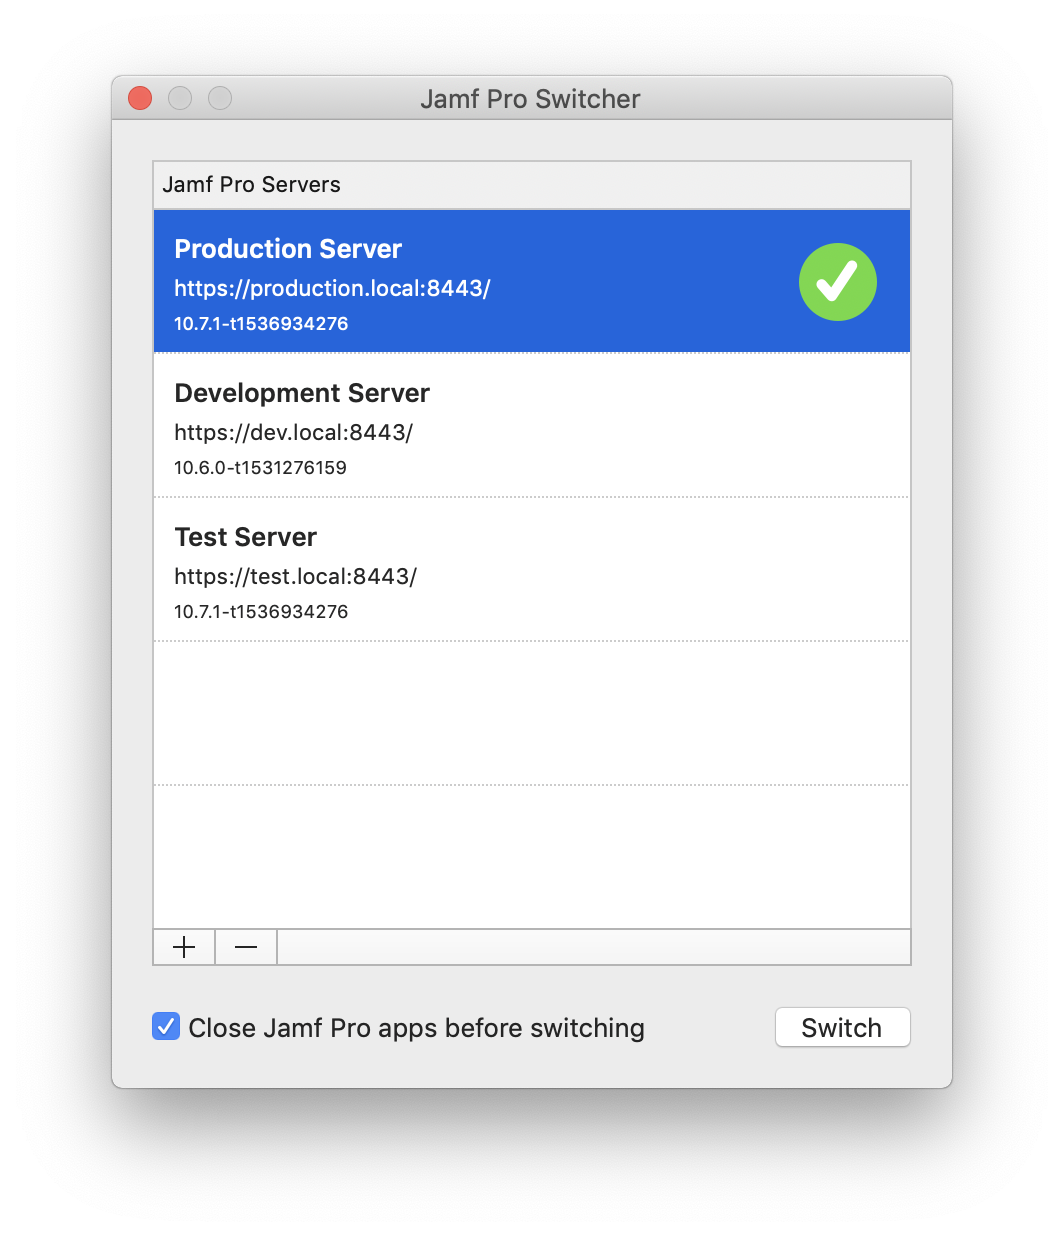 Jamf Pro Switcher
Jamf Pro Servers
Production Server
https://production.local:8443/
10.7.1-t1536934276
Development Server
https://dev.local:8443/
10.6.0-t1531276159
Test Server
https://test.local:8443/
10.7.1-t1536934276
Close Jamf Pro apps before switching
Switch